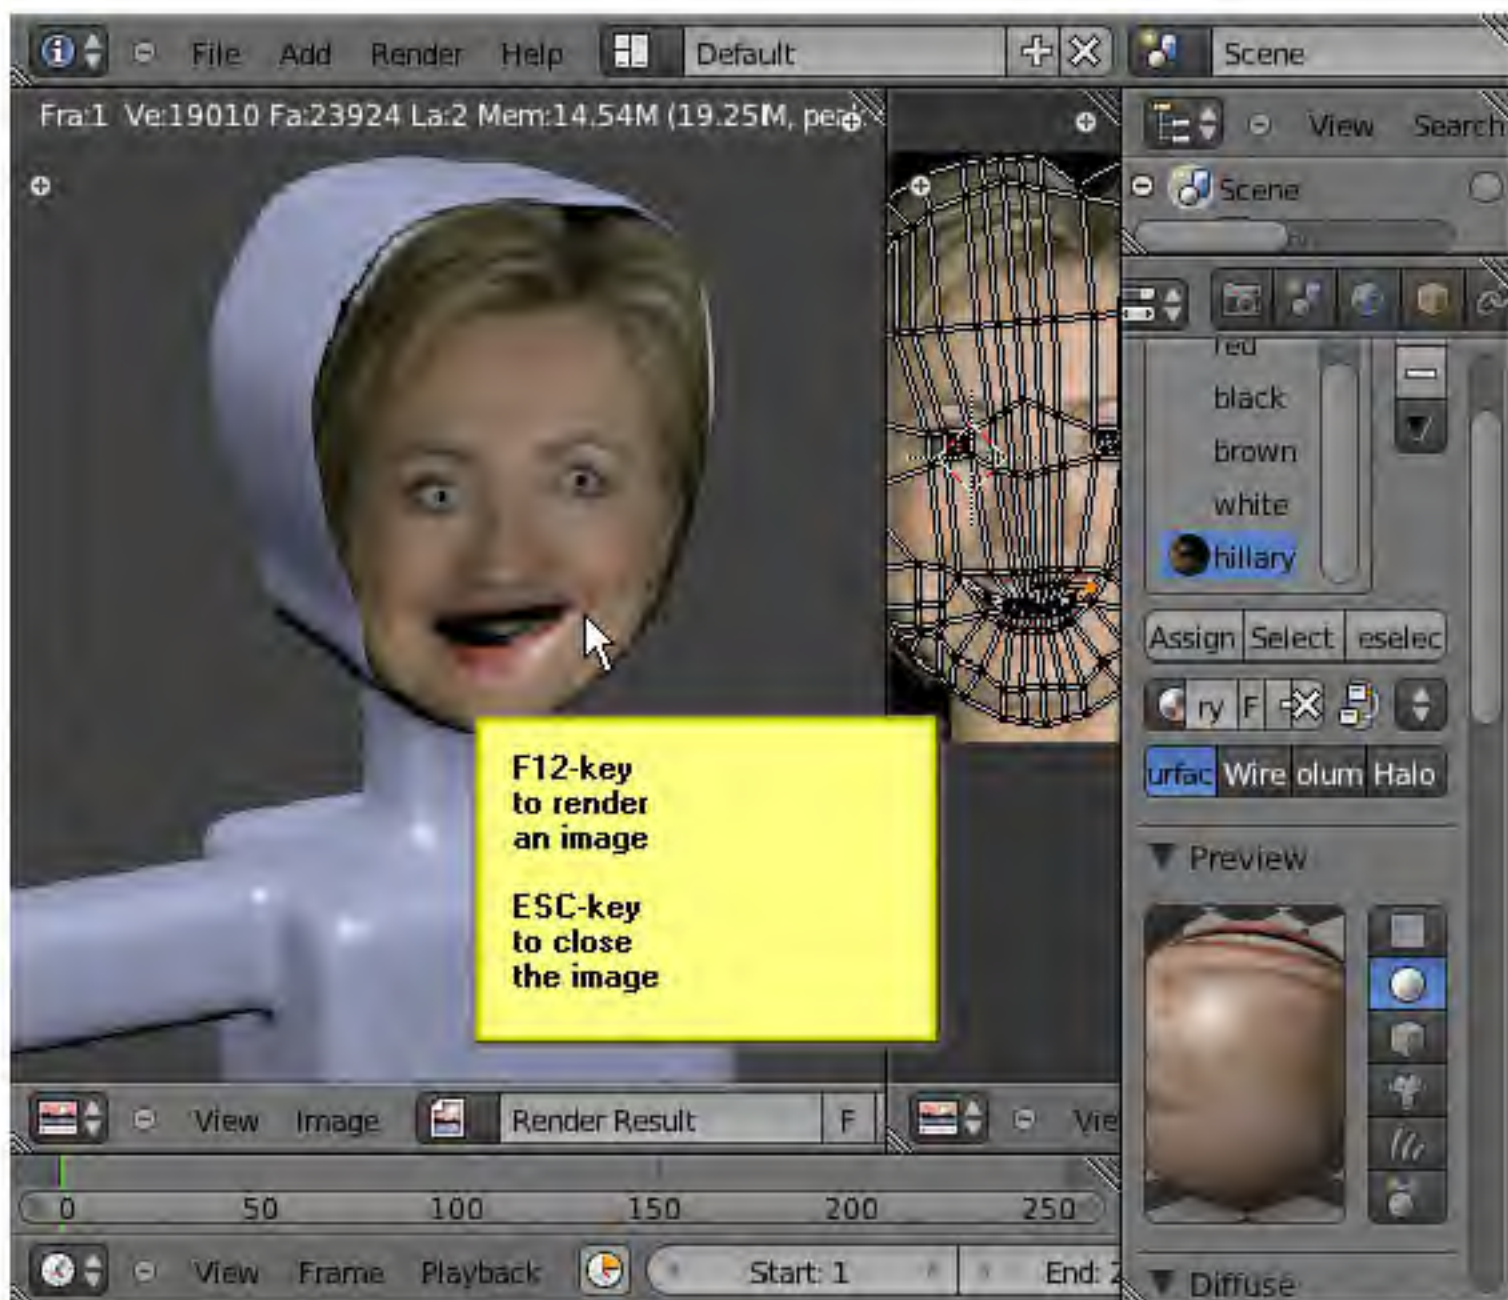 File Add Render Help Default Scene
Fra:1 Ve:19010 Fa:23924 La:2 Mem:14.54M (19.25M,
View Search
Scene
red
black
brown
white
hillary
Assign Select eselec
ry F
urfac Wire olum Halo
Preview
F12-key
to render
an image
ESC-key
to close
the image
View Image Render Result F Vie
0 50 100 150 200 250
View Frame Playback Start: 1 End: 2
Diffuse